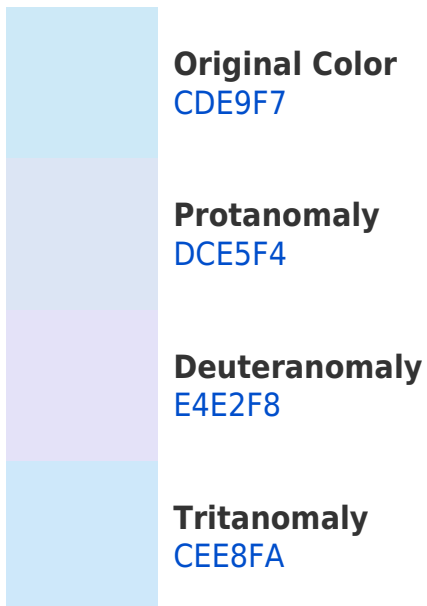 Original Color
CDE9F7
Protanomaly
DCE5F4
Deuteranomaly
E4E2F8
Tritanomaly
CEE8FA